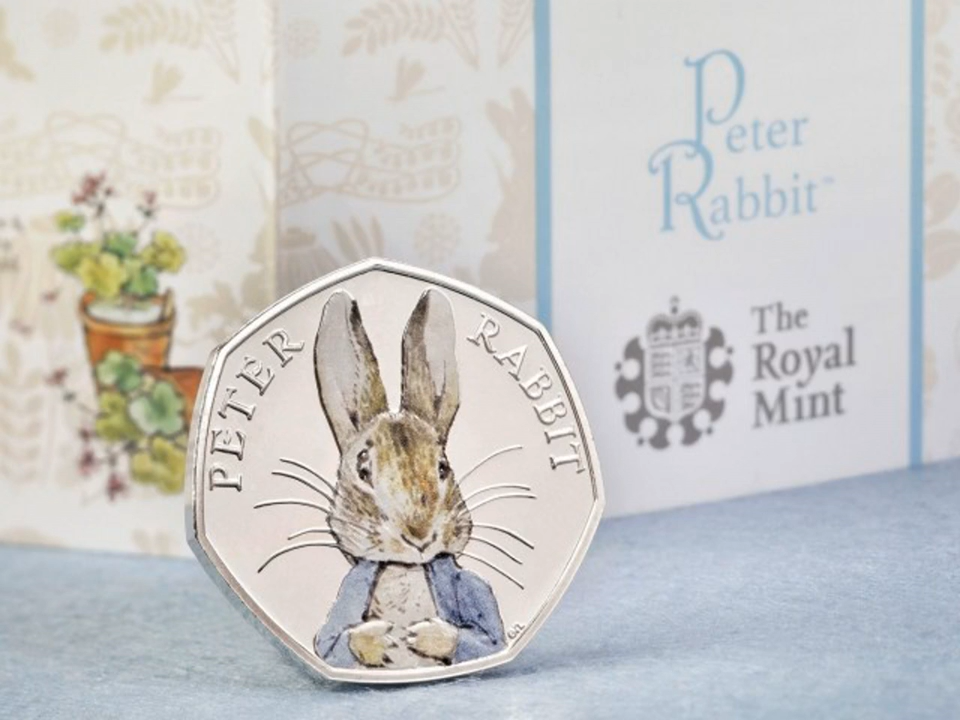 Peter
Rabbit™
The
Royal
Mint
PETER RABBIT